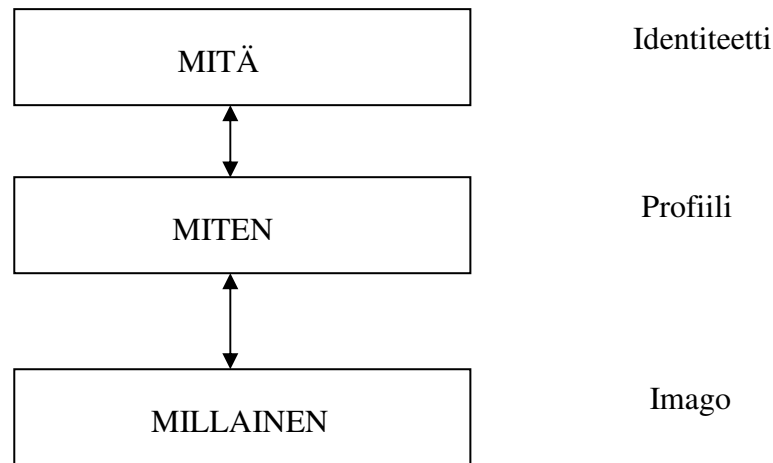 Identiteetti
MITÄ
Profiili
MITEN
Imago
MILLAINEN